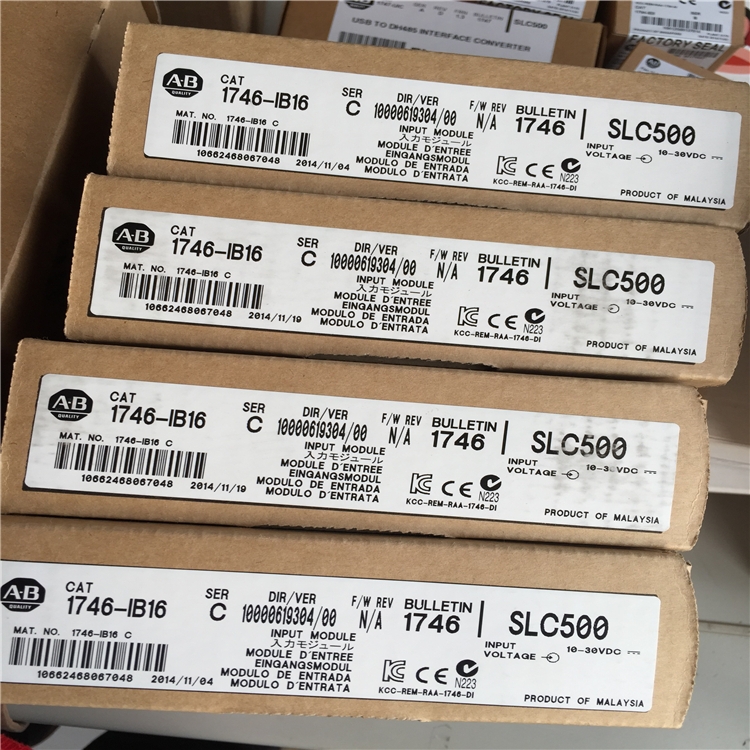 USB TO DH485 INTERFACE CONVERTER
SLC500
FACTORY SEAL
A-B
QUALITY
CAT
1746-IB16
SER
C
DIR/VER
10000619304/00
F/W REV
N/A
BULLETIN
1746
SLC500
MAT. NO. 1746-IB16 C
10662468067048
2014/11/04
INPUT MODULE
入力モジュール
MODULE D'ENTREE
EINGANGSMODUL
MODULO DE ENTRADA
MODULO D'ENTRATA
KCC-REM-RAA-1746-DI
N223
INPUT
VOLTAGE
10-30VDC
PRODUCT OF MALAYSIA
A-B
QUALITY
CAT
1746-IB16
SER
C
DIR/VER
10000619304/00
F/W REV
N/A
BULLETIN
1746
SLC500
MAT. NO. 1746-IB16 C
10662468067048
2014/11/19
INPUT MODULE
入力モジュール
MODULE D'ENTREE
EINGANGSMODUL
MODULO DE ENTRADA
MODULO D'ENTRATA
KCC-REM-RAA-1746-DI
N223
INPUT
VOLTAGE
10-30VDC
PRODUCT OF MALAYSIA
A-B
QUALITY
CAT
1746-IB16
SER
C
DIR/VER
10000619304/00
F/W REV
N/A
BULLETIN
1746
SLC500
MAT. NO. 1746-IB16 C
10662468067048
2014/11/19
INPUT MODULE
入力モジュール
MODULE D'ENTREE
EINGANGSMODUL
MODULO DE ENTRADA
MODULO D'ENTRATA
KCC-REM-RAA-1746-DI
N223
INPUT
VOLTAGE
10-30VDC
PRODUCT OF MALAYSIA
A-B
QUALITY
CAT
1746-IB16
SER
C
DIR/VER
10000619304/00
F/W REV
N/A
BULLETIN
1746
SLC500
MAT. NO. 1746-IB16 C
10662468067048
2014/11/04
INPUT MODULE
入力モジュール
MODULE D'ENTREE
EINGANGSMODUL
MODULO DE ENTRADA
MODULO D'ENTRATA
KCC-REM-RAA-1746-DI
N223
INPUT
VOLTAGE
10-30VDC
PRODUCT OF MALAYSIA